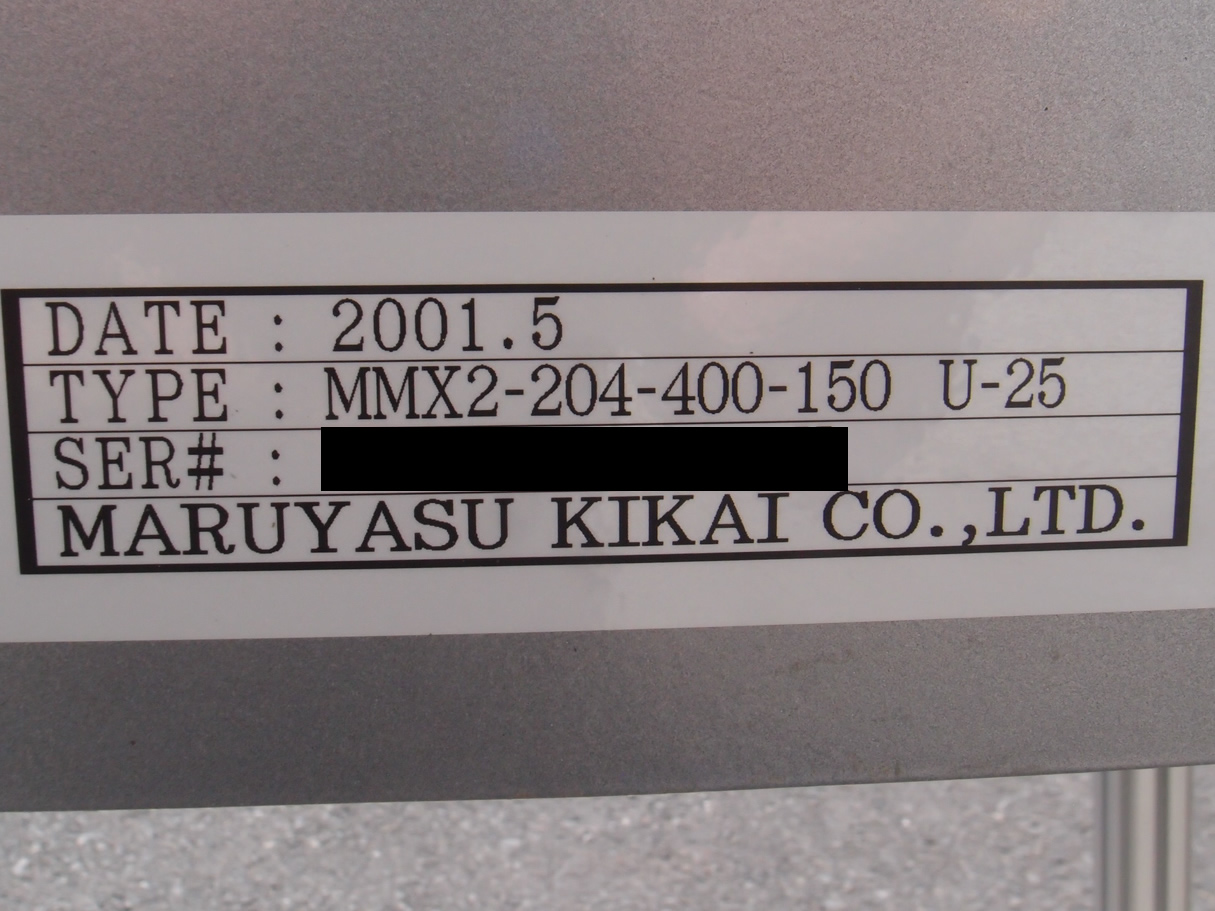 DATE : 2001.5
TYPE : MMX2-204-400-150 U-25
SER# :
MARUYASU KIKAI CO.,LTD.